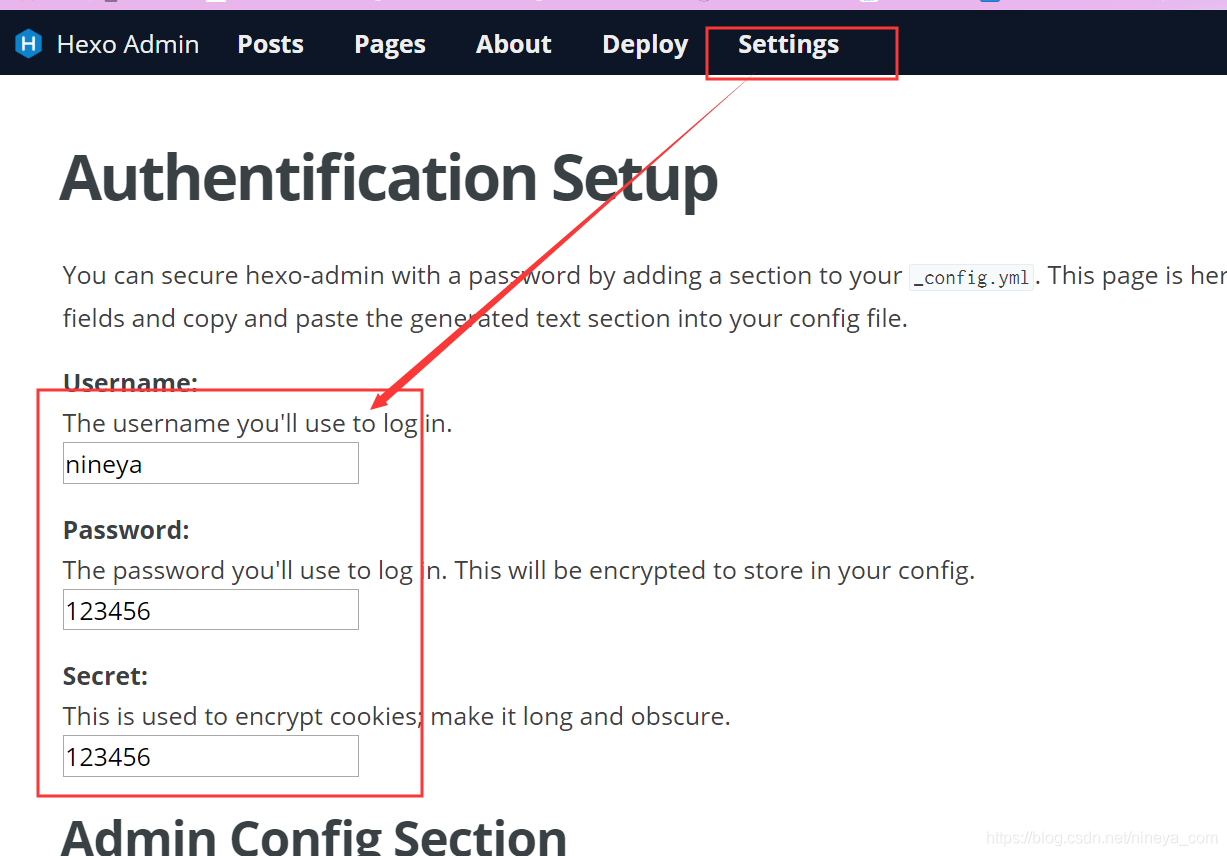 Hexo Admin Posts Pages About Deploy Settings
Authentification Setup
You can secure hexo-admin with a password by adding a section to your _config.yml. This page is her
fields and copy and paste the generated text section into your config file.
Username:
The username you'll use to log in.
nineya
Password:
The password you'll use to log in. This will be encrypted to store in your config.
123456
Secret:
This is used to encrypt cookies; make it long and obscure.
123456
Admin Config Section
https://blog.csdn.net/nineya_com